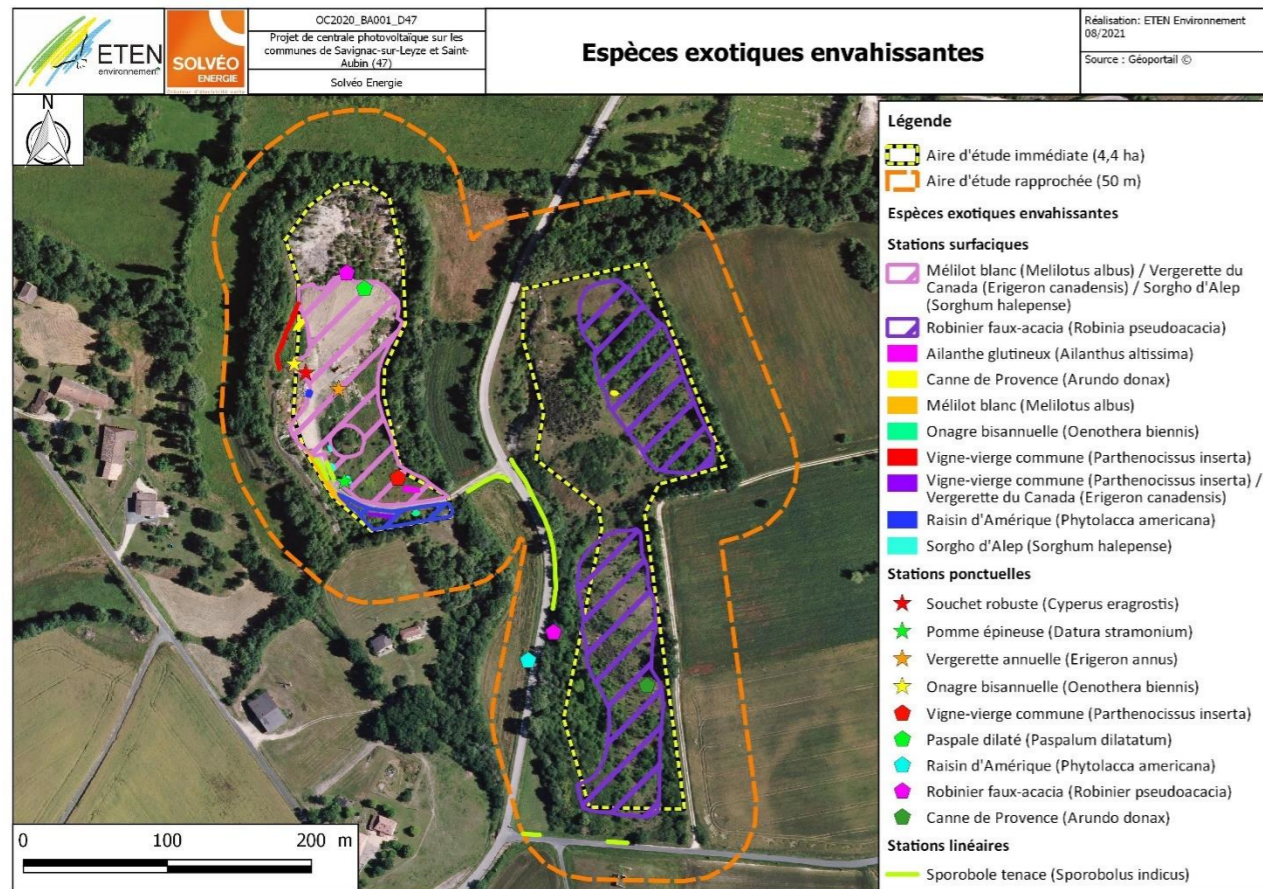 ETEN
environnement
SOLVÉO
ENERGIE
OC2020_BA001_D47
Projet de centrale photovoltaïque sur les
communes de Savignac-sur-Leyze et Saint-
Aubin (47)
Solvéo Energie
Espèces exotiques envahissantes
Réalisation: ETEN Environnement
08/2021
Source : Géoportail ©
N
Légende
Aire d'étude immédiate (4,4 ha)
Aire d'étude rapprochée (50 m)
Espèces exotiques envahissantes
Stations surfaciques
Mélilot blanc (Melilotus albus) / Vergerette du
Canada (Erigeron canadensis) / Sorgho d'Alep
(Sorghum halepense)
Robinier faux-acacia (Robinia pseudoacacia)
Ailanthe glutineux (Ailanthus altissima)
Canne de Provence (Arundo donax)
Mélilot blanc (Melilotus albus)
Onagre bisannuelle (Oenothera biennis)
Vigne-vierge commune (Parthenocissus inserta)
Vigne-vierge commune (Parthenocissus inserta) /
Vergerette du Canada (Erigeron canadensis)
Raisin d'Amérique (Phytolacca americana)
Sorgho d'Alep (Sorghum halepense)
Stations ponctuelles
Souchet robuste (Cyperus eragrostis)
Pomme épineuse (Datura stramonium)
Vergerette annuelle (Erigeron annus)
Onagre bisannuelle (Oenothera biennis)
Vigne-vierge commune (Parthenocissus inserta)
Paspale dilaté (Paspalum dilatatum)
Raisin d'Amérique (Phytolacca americana)
Robinier faux-acacia (Robinier pseudoacacia)
Canne de Provence (Arundo donax)
Stations linéaires
Sporobole tenace (Sporobolus indicus)
0 100 200 m